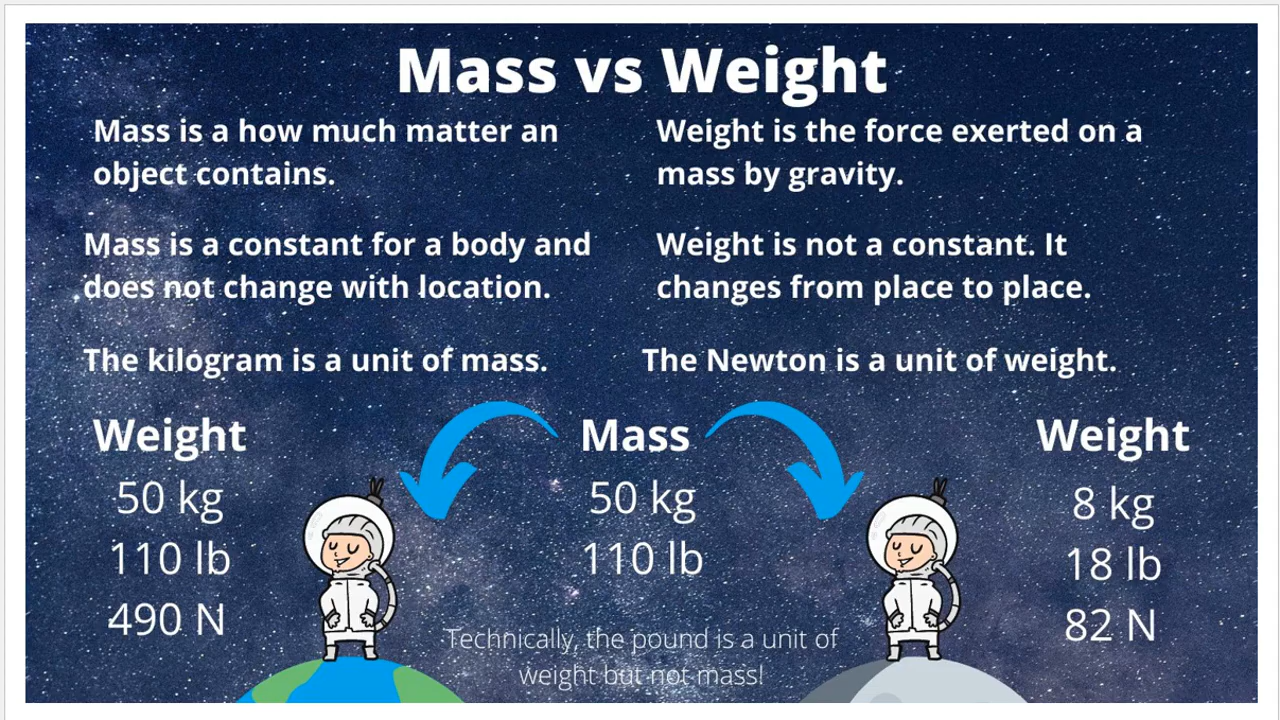 Mass vs Weight
Mass is a how much matter an
object contains.
Weight is the force exerted on a
mass by gravity.
Mass is a constant for a body and
does not change with location.
Weight is not a constant. It
changes from place to place.
The kilogram is a unit of mass.
The Newton is a unit of weight.
Weight
50 kg
110 lb
490 N
Mass
50 kg
110 lb
Technically, the pound is a unit of
weight but not mass!
Weight
8 kg
18 lb
82 N